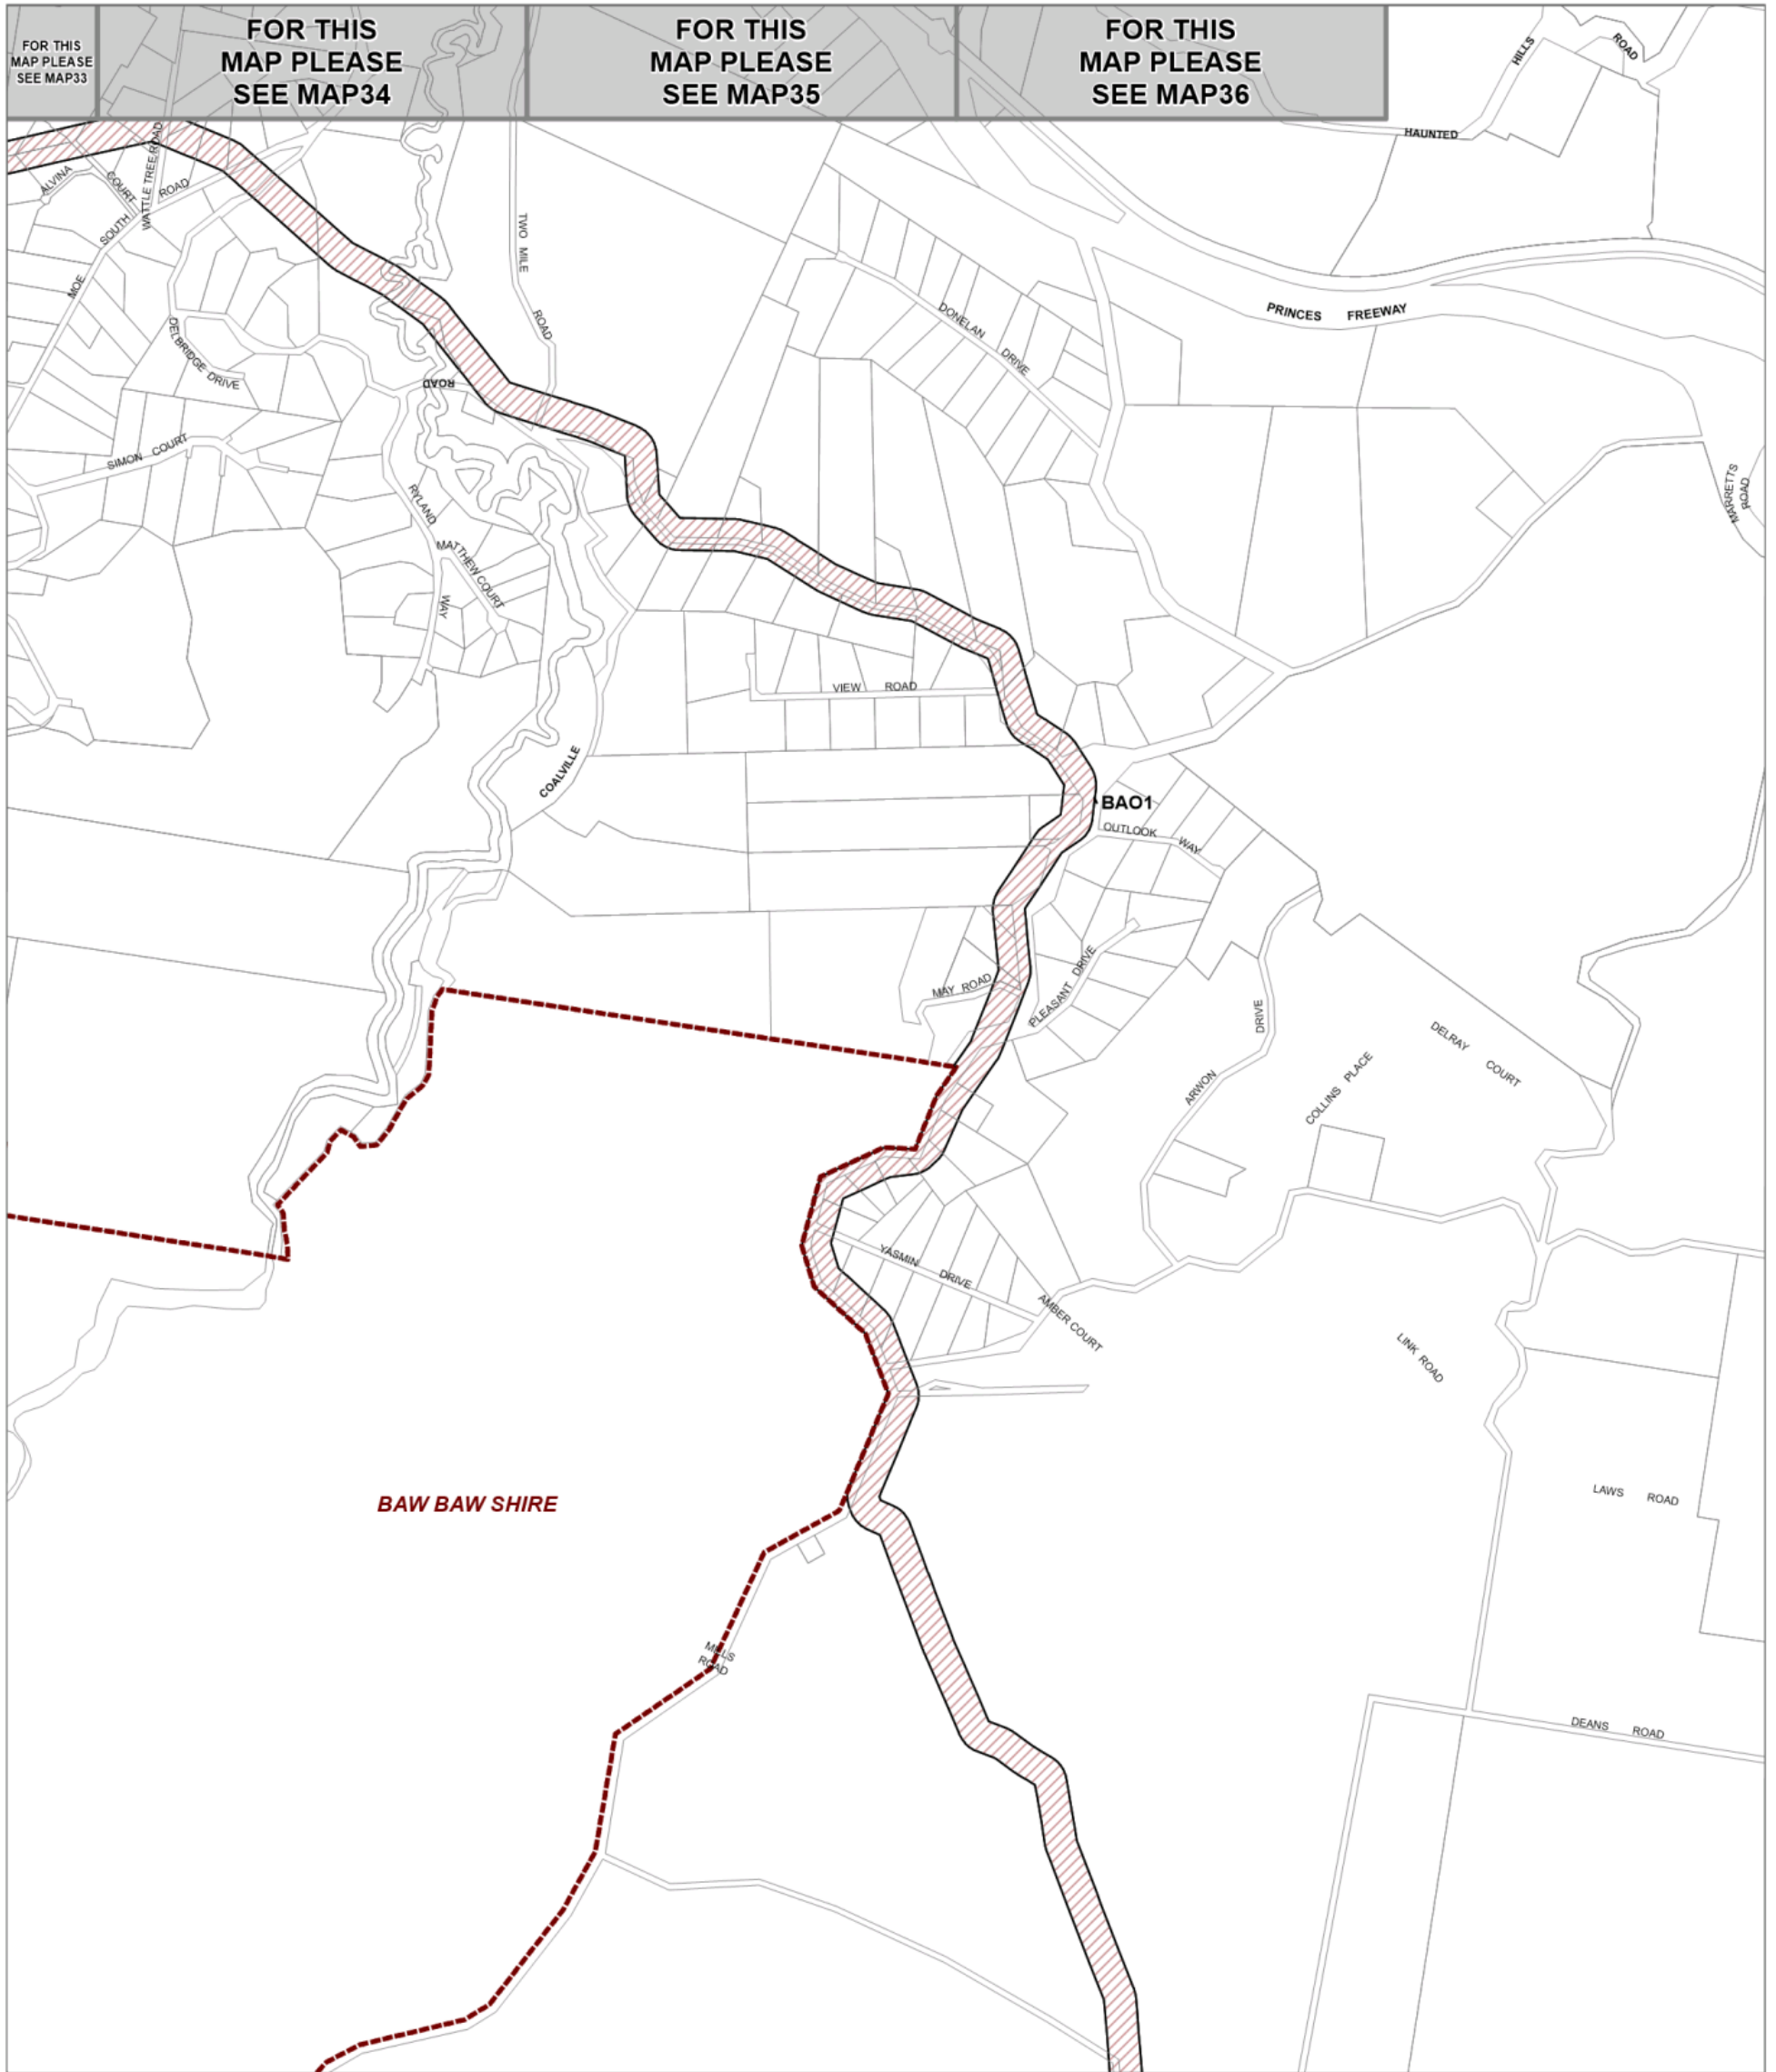 FOR THIS
MAP PLEASE
SEE MAP33
FOR THIS
MAP PLEASE
SEE MAP34
FOR THIS
MAP PLEASE
SEE MAP35
FOR THIS
MAP PLEASE
SEE MAP36
HILLS
ROAD
HAUNTED
ALVINA
COURT
WATTLE TREE ROAD
SOUTH
ROAD
MOE
TWO MILE
ROAD
DELBRIDGE DRIVE
ROAD
DONELAN
DRIVE
PRINCES FREEWAY
SIMON COURT
RYLAND
MATTHEW COURT
WAY
MARRETTS
ROAD
VIEW ROAD
COALVILLE
BAO1
OUTLOOK WAY
MAY ROAD
PLEASANT DRIVE
DRIVE
ARWON
COLLINS PLACE
DELRAY COURT
YASMIN DRIVE
AMBER COURT
LINK ROAD
LAWS ROAD
BAW BAW SHIRE
MILLS
ROAD
DEANS ROAD